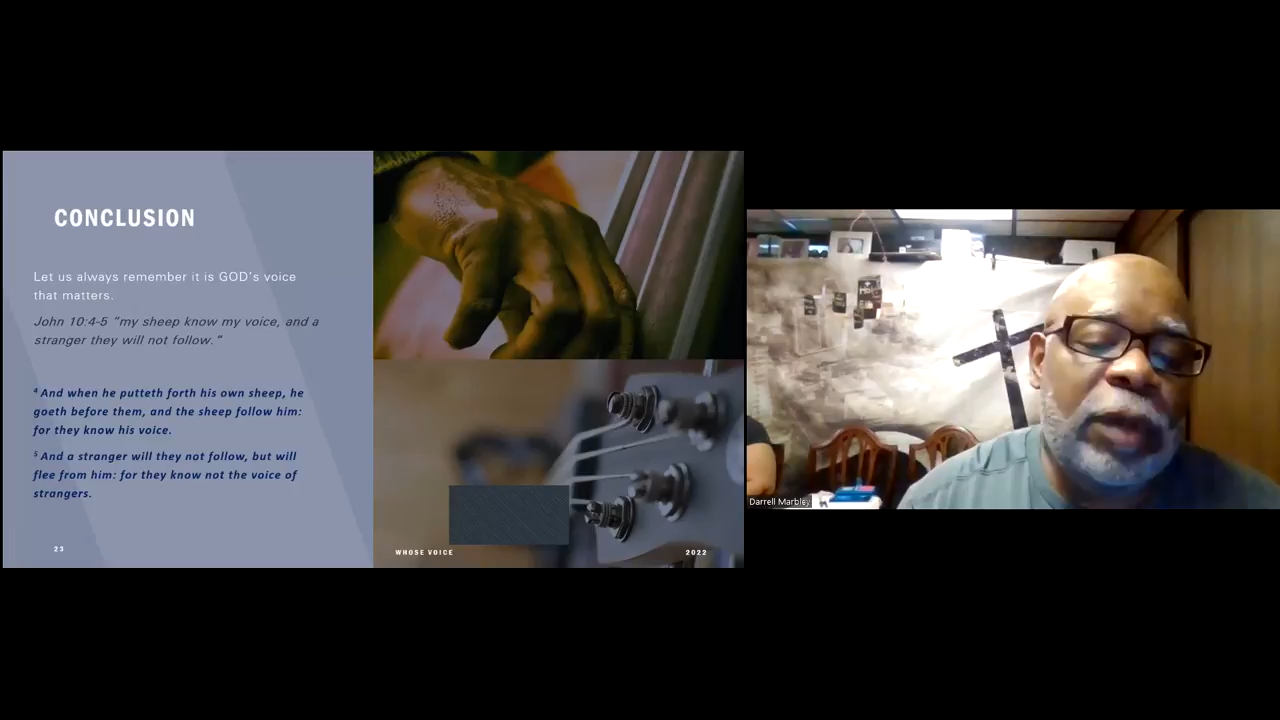 CONCLUSION
Let us always remember it is GOD's voice
that matters.
John 10:4-5 "my sheep know my voice, and a
stranger they will not follow."
4 And when he putteth forth his own sheep, he
goeth before them, and the sheep follow him:
for they know his voice.
5 And a stranger will they not follow, but will
flee from him: for they know not the voice of
strangers.
23
WHOSE VOICE
2022
Darrell Marbley